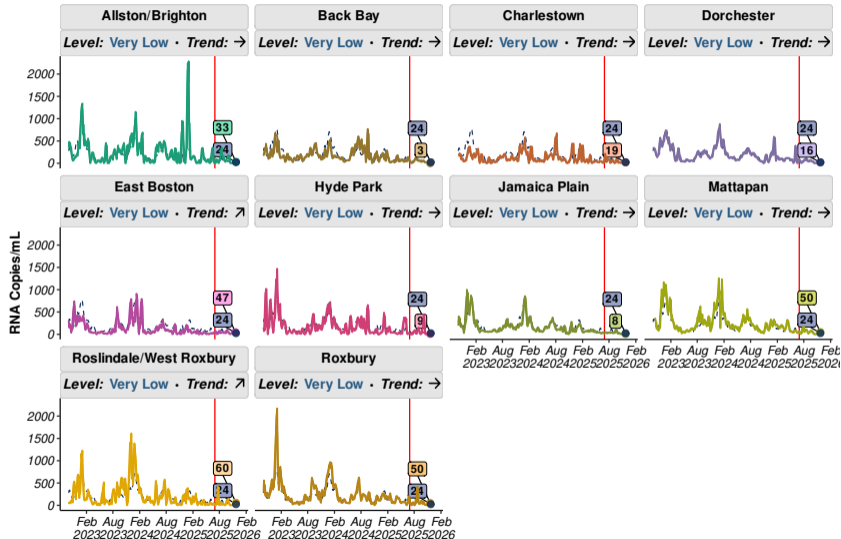 Allston/Brighton Back Bay Charlestown Dorchester
Level: Very Low · Trend: → Level: Very Low · Trend: → Level: Very Low · Trend: → Level: Very Low · Trend: →
2000
1500
1000
500
0
33 24 24 3 24 19 24 16
East Boston Hyde Park Jamaica Plain Mattapan
Level: Very Low · Trend: ↗ Level: Very Low · Trend: → Level: Very Low · Trend: → Level: Very Low · Trend: →
RNA Copies/mL
2000
1500
1000
500
0
47 24 24 9 24 8 50 24
Feb Aug Feb Aug Feb Aug Feb Feb Aug Feb Aug Feb Aug Feb
2023 2023 2024 2024 2025 2025 2026 2023 2023 2024 2024 2025 2025 2026
Roslindale/West Roxbury Roxbury
Level: Very Low · Trend: ↗ Level: Very Low · Trend: →
2000
1500
1000
500
0
60 24 50 24
Feb Aug Feb Aug Feb Aug Feb Feb Aug Feb Aug Feb Aug Feb
2023 2023 2024 2024 2025 2025 2026 2023 2023 2024 2024 2025 2025 2026